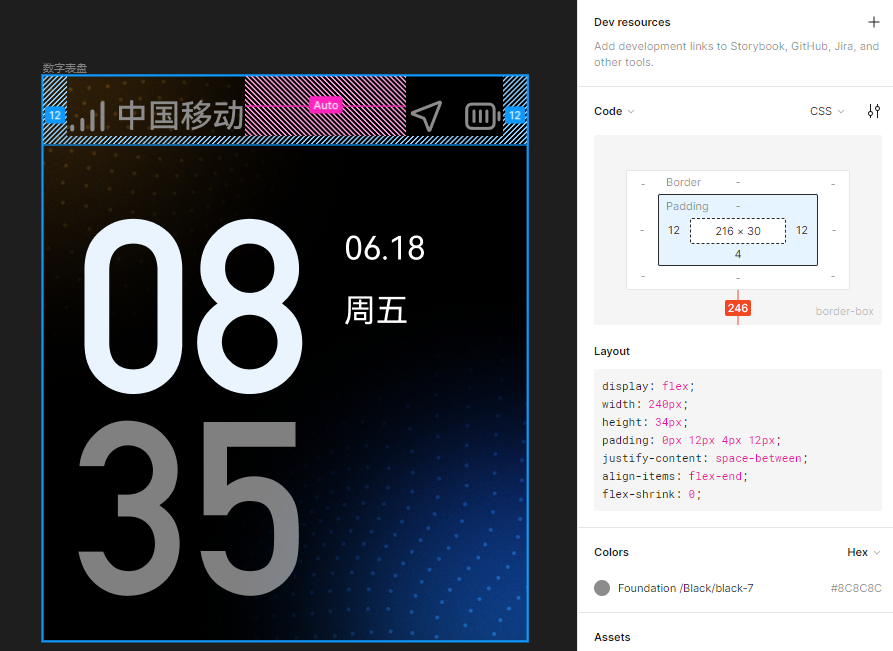 数字表盘
12
中国移动
Auto
12
08
06.18
周五
35
Dev resources
Add development links to Storybook, GitHub, Jira, and
other tools.
Code
CSS
-
Border
-
-
Padding
-
-
12
216 × 30
12
-
4
-
-
-
246
border-box
Layout
display: flex;
width: 240px;
height: 34px;
padding: 0px 12px 4px 12px;
justify-content: space-between;
align-items: flex-end;
flex-shrink: 0;
Colors
Hex
Foundation /Black/black-7
#8C8C8C
Assets